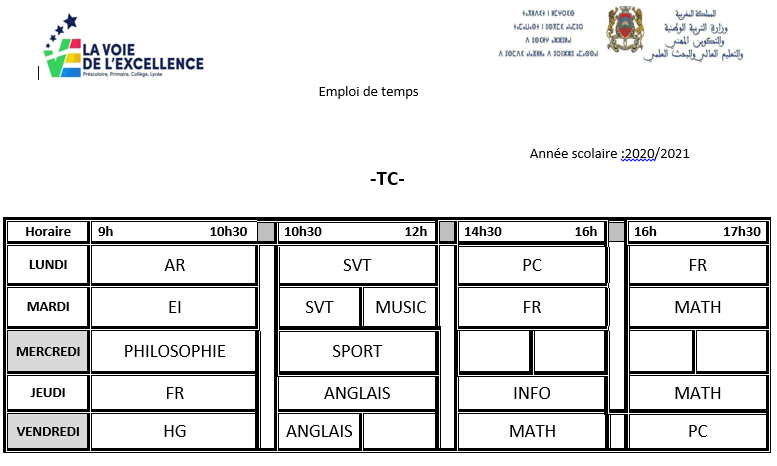 LA VOIE
DE L'EXCELLENCE
Préscolaire, Primaire, Collège, Lycée
المملكة المغربية
وزارة التربية الوطنية
والتكوين المهني
والتعليم العالي والبحث العلمي
Emploi de temps
Année scolaire :2020/2021
-TC-
Horaire 9h 10h30 10h30 12h 14h30 16h 16h 17h30
LUNDI AR SVT PC FR
MARDI EI SVT MUSIC FR MATH
MERCREDI PHILOSOPHIE SPORT
JEUDI FR ANGLAIS INFO MATH
VENDREDI HG ANGLAIS MATH PC